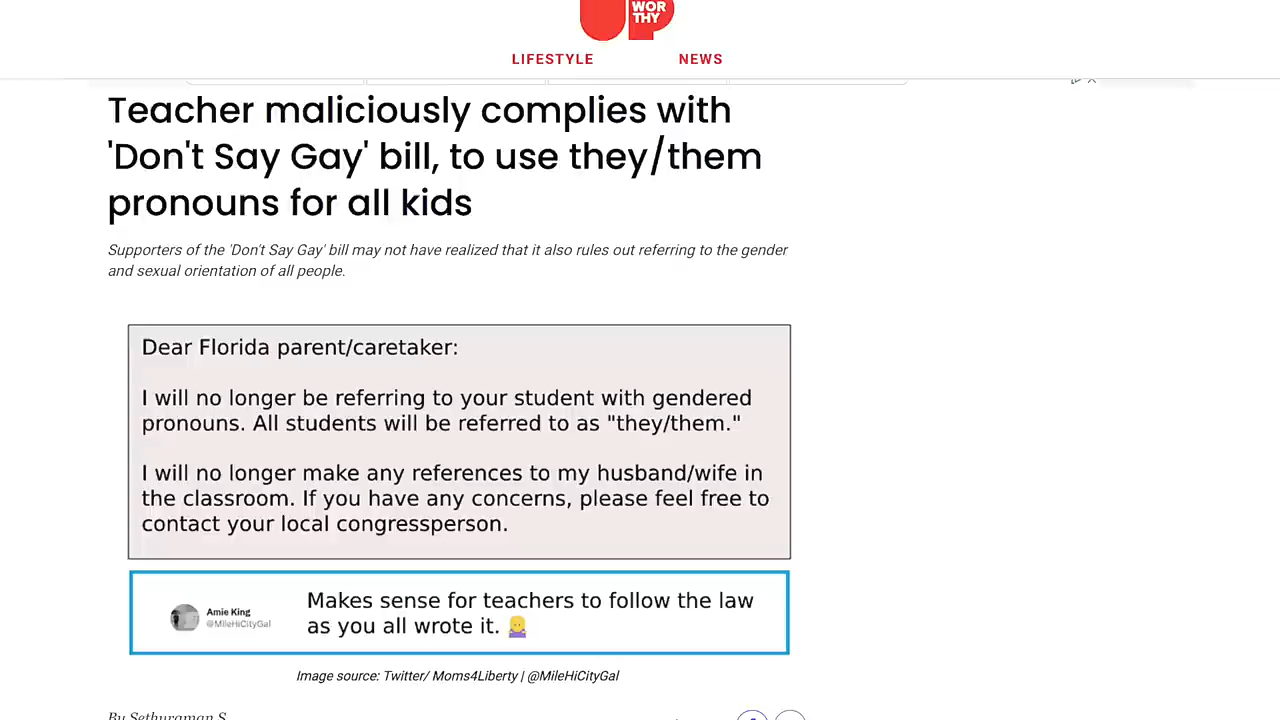 UP WOR
THY
LIFESTYLE NEWS
Teacher maliciously complies with
'Don't Say Gay' bill, to use they/them
pronouns for all kids
Supporters of the 'Don't Say Gay' bill may not have realized that it also rules out referring to the gender
and sexual orientation of all people.
Dear Florida parent/caretaker:
I will no longer be referring to your student with gendered
pronouns. All students will be referred to as "they/them."
I will no longer make any references to my husband/wife in
the classroom. If you have any concerns, please feel free to
contact your local congressperson.
Amie King
@MileHiCityGal
Makes sense for teachers to follow the law
as you all wrote it. 🤷‍♀️
Image source: Twitter/ Moms4Liberty | @MileHiCityGal
By Sethuraman S